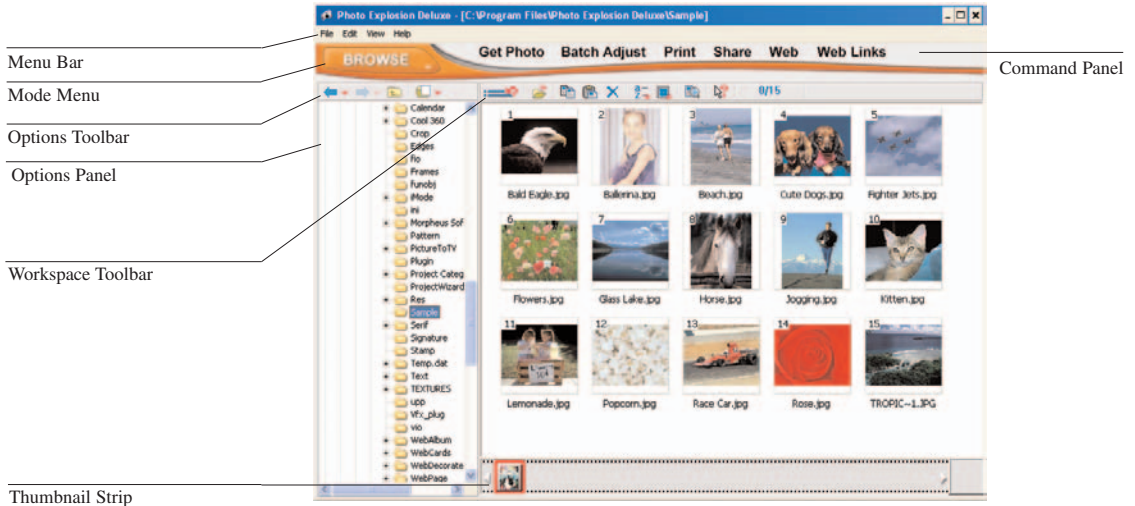 Photo Explosion Deluxe - [C:\Program Files\Photo Explosion Deluxe\Sample]
File Edit View Help
Menu Bar
BROWSE
Get Photo Batch Adjust Print Share Web Web Links
Command Panel
Mode Menu
Options Toolbar
0/15
Options Panel
Workspace Toolbar
Thumbnail Strip
Calendar
Cool 360
Crop
Edges
fio
Frames
funobj
iMode
ini
Morpheus Sof
Pattern
PictureToTV
Plugin
Project Categ
ProjectWizard
Res
Sample
Serif
Signature
Stamp
Temp.dat
Text
TEXTURES
upp
Vfx_plug
vio
WebAlbum
WebCards
WebDecorate
WebPage
1 2 3 4 5
Bald Eagle.jpg Ballerina.jpg Beach.jpg Cute Dogs.jpg Fighter Jets.jpg
6 7 8 9 10
Flowers.jpg Glass Lake.jpg Horse.jpg Jogging.jpg Kitten.jpg
11 12 13 14 15
Lemonade.jpg Popcorn.jpg Race Car.jpg Rose.jpg TROPIC~1.JPG